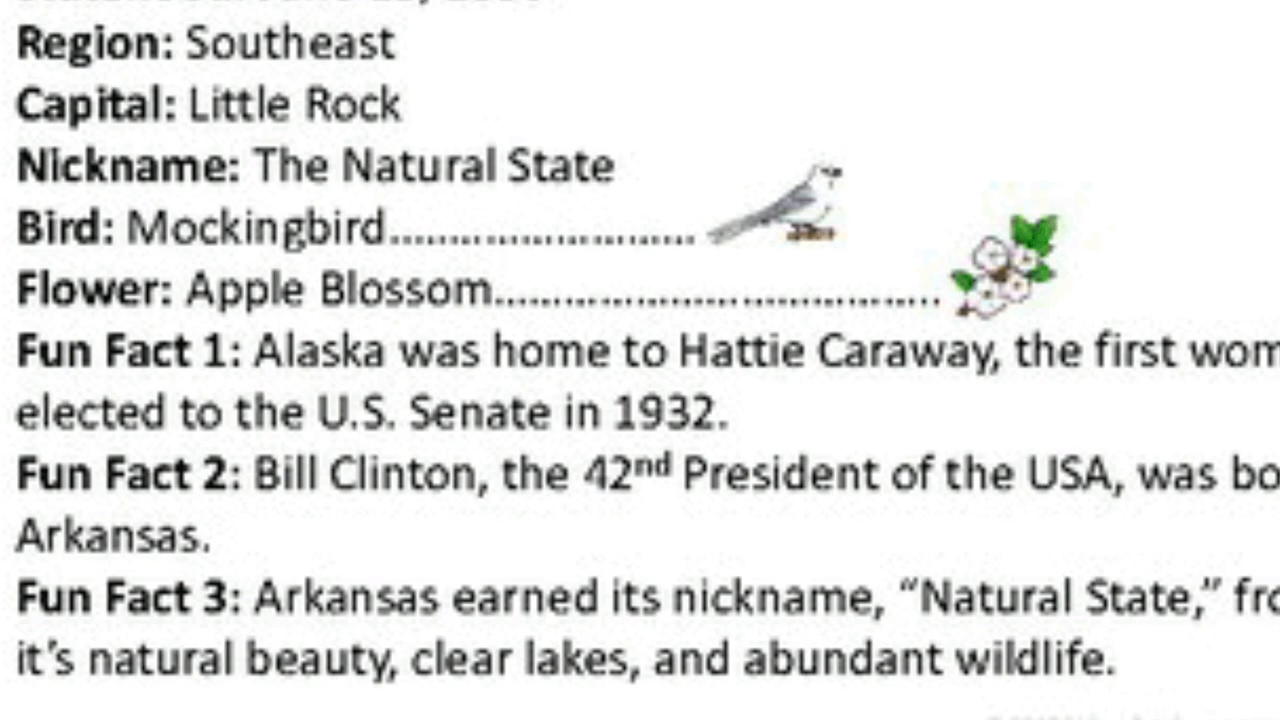 Region: Southeast
Capital: Little Rock
Nickname: The Natural State
Bird: Mockingbird..........................
Flower: Apple Blossom......................................
Fun Fact 1: Alaska was home to Hattie Caraway, the first wom
elected to the U.S. Senate in 1932.
Fun Fact 2: Bill Clinton, the 42nd President of the USA, was bo
Arkansas.
Fun Fact 3: Arkansas earned its nickname, “Natural State,” fro
it’s natural beauty, clear lakes, and abundant wildlife.